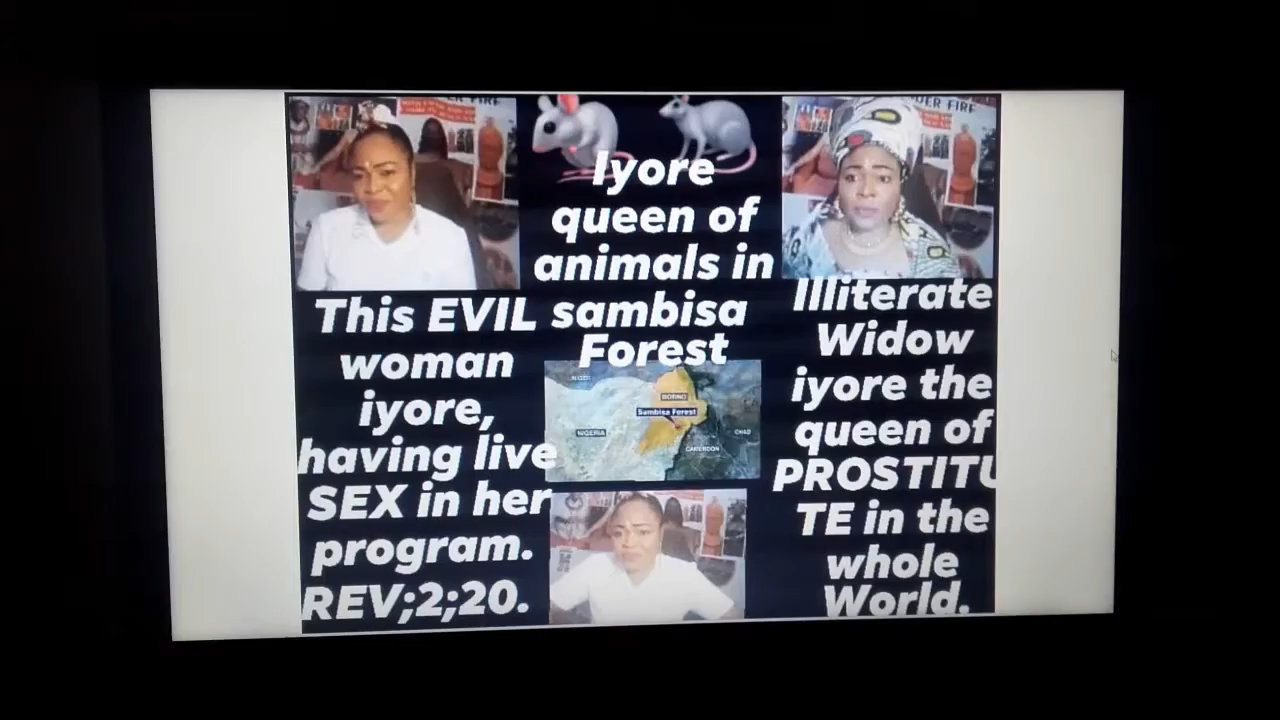 Iyore
queen of
animals in
sambisa
Forest
This EVIL
woman
iyore,
having live
SEX in her
program.
REV;2;20.
BORNO
Sambisa Forest
NIGERIA
CHAD
CAMEROON
Illiterate
Widow
iyore the
queen of
PROSTITU
TE in the
whole
World.